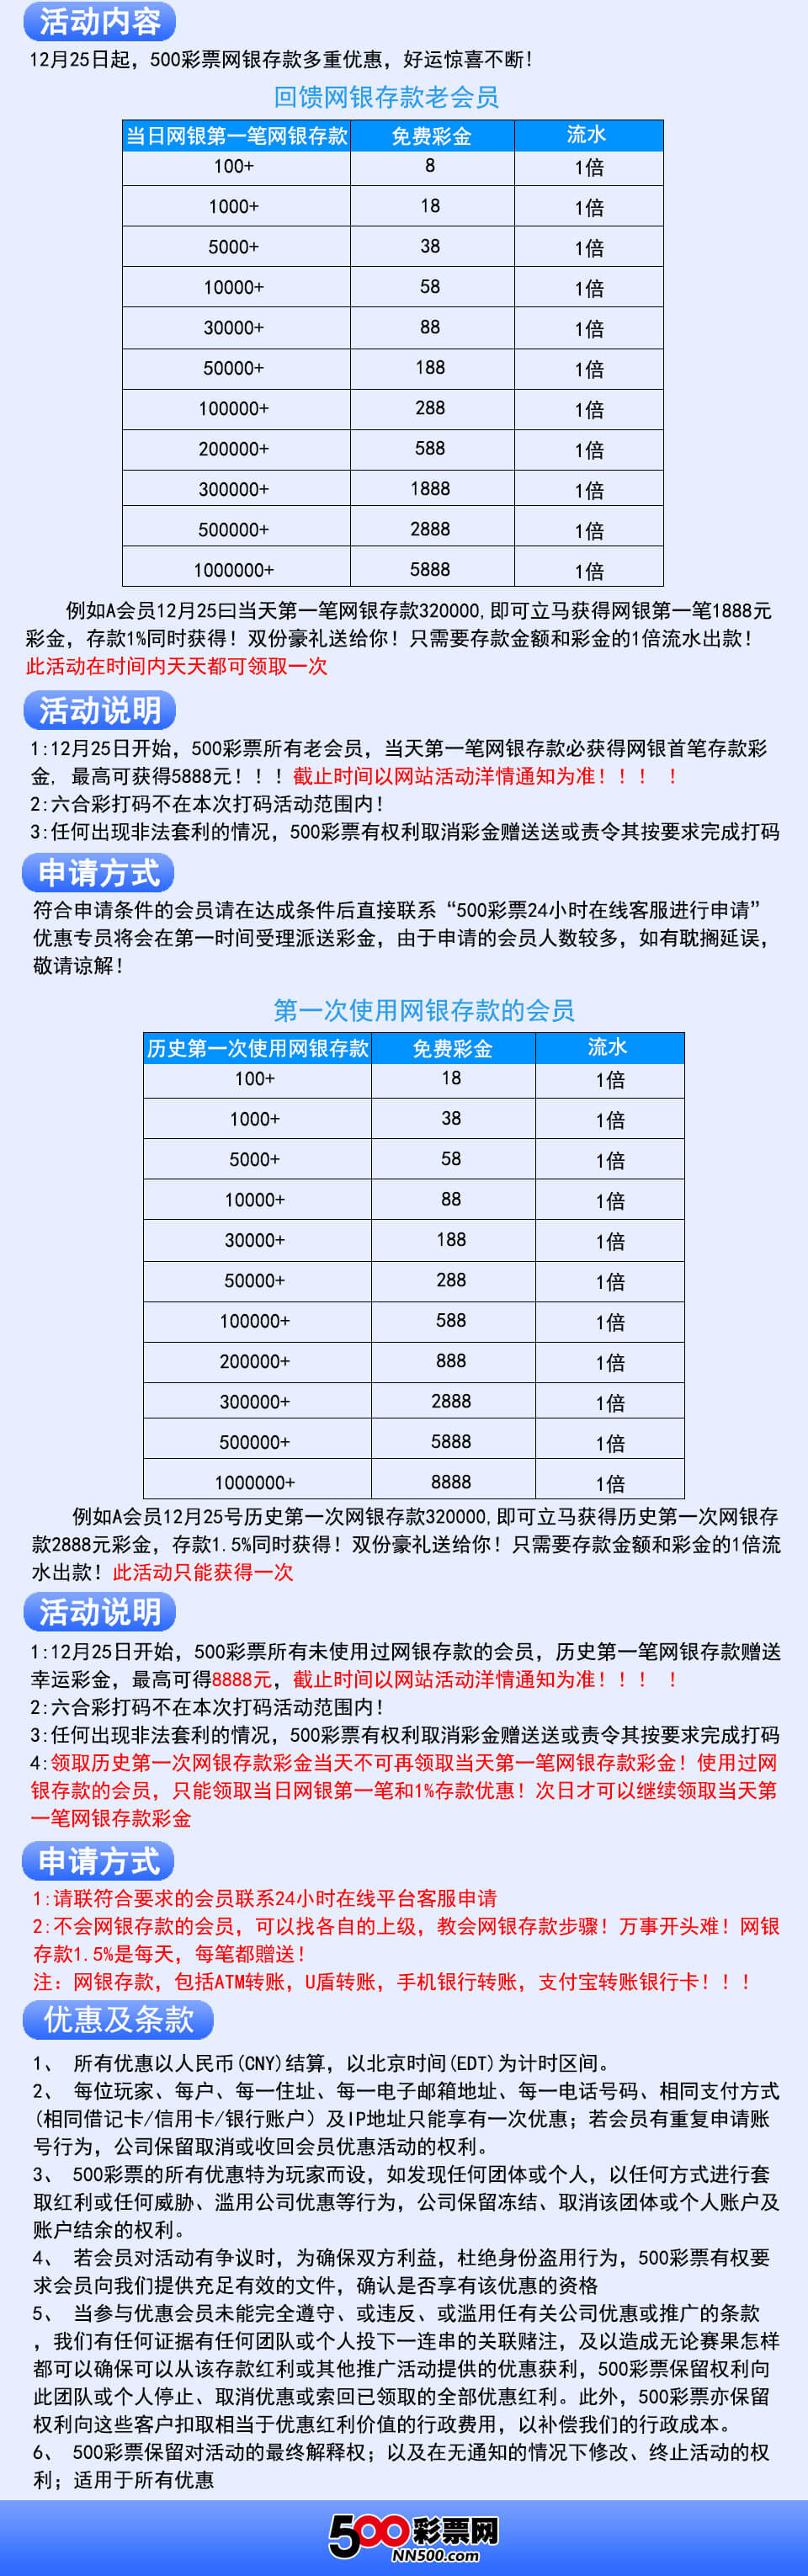 活动内容
12月25日起，500彩票网银存款多重优惠，好运惊喜不断！
回馈网银存款老会员
当日网银第一笔网银存款 免费彩金 流水
100+ 8 1倍
1000+ 18 1倍
5000+ 38 1倍
10000+ 58 1倍
30000+ 88 1倍
50000+ 188 1倍
100000+ 288 1倍
200000+ 588 1倍
300000+ 1888 1倍
500000+ 2888 1倍
1000000+ 5888 1倍
例如A会员12月25日当天第一笔网银存款320000,即可立马获得网银第一笔1888元
彩金，存款1%同时获得！双份豪礼送给你！只需要存款金额和彩金的1倍流水出款！
此活动在时间内天天都可领取一次
活动说明
1:12月25日开始，500彩票所有老会员，当天第一笔网银存款必获得网银首笔存款彩
金, 最高可获得5888元！！！截止时间以网站活动洋情通知为准！！！ ！
2:六合彩打码不在本次打码活动范围内！
3:任何出现非法套利的情况，500彩票有权利取消彩金赠送送或责令其按要求完成打码
申请方式
符合申请条件的会员请在达成条件后直接联系“500彩票24小时在线客服进行申请”
优惠专员将会在第一时间受理派送彩金，由于申请的会员人数较多，如有耽搁延误，
敬请谅解！
第一次使用网银存款的会员
历史第一次使用网银存款 免费彩金 流水
100+ 18 1倍
1000+ 38 1倍
5000+ 58 1倍
10000+ 88 1倍
30000+ 188 1倍
50000+ 288 1倍
100000+ 588 1倍
200000+ 888 1倍
300000+ 2888 1倍
500000+ 5888 1倍
1000000+ 8888 1倍
例如A会员12月25号历史第一次网银存款320000,即可立马获得历史第一次网银存
款2888元彩金，存款1.5%同时获得！双份豪礼送给你！只需要存款金额和彩金的1倍流
水出款！此活动只能获得一次
活动说明
1:12月25日开始，500彩票所有未使用过网银存款的会员，历史第一笔网银存款赠送
幸运彩金，最高可得8888元，截止时间以网站活动洋情通知为准！！！ ！
2:六合彩打码不在本次打码活动范围内！
3:任何出现非法套利的情况，500彩票有权利取消彩金赠送送或责令其按要求完成打码
4:领取历史第一次网银存款彩金当天不可再领取当天第一笔网银存款彩金！使用过网
银存款的会员，只能领取当日网银第一笔和1%存款优惠！次日才可以继续领取当天第
一笔网银存款彩金
申请方式
1:请联符合要求的会员联系24小时在线平台客服申请
2:不会网银存款的会员，可以找各自的上级，教会网银存款步骤！万事开头难！网银
存款1.5%是每天，每笔都赠送！
注：网银存款，包括ATM转账，U盾转账，手机银行转账，支付宝转账银行卡！！！
优惠及条款
1、 所有优惠以人民币(CNY)结算，以北京时间(EDT)为计时区间。
2、 每位玩家、每户、每一住址、每一电子邮箱地址、每一电话号码、相同支付方式
(相同借记卡/信用卡/银行账户）及IP地址只能享有一次优惠；若会员有重复申请账
号行为，公司保留取消或收回会员优惠活动的权利。
3、 500彩票的所有优惠特为玩家而设，如发现任何团体或个人，以任何方式进行套
取红利或任何威胁、滥用公司优惠等行为，公司保留冻结、取消该团体或个人账户及
账户结余的权利。
4、 若会员对活动有争议时，为确保双方利益，杜绝身份盗用行为，500彩票有权要
求会员向我们提供充足有效的文件，确认是否享有该优惠的资格
5、 当参与优惠会员未能完全遵守、或违反、或滥用任有关公司优惠或推广的条款
，我们有任何证据有任何团队或个人投下一连串的关联赌注，及以造成无论赛果怎样
都可以确保可以从该存款红利或其他推广活动提供的优惠获利，500彩票保留权利向
此团队或个人停止、取消优惠或索回已领取的全部优惠红利。此外，500彩票亦保留
权利向这些客户扣取相当于优惠红利价值的行政费用，以补偿我们的行政成本。
6、 500彩票保留对活动的最终解释权；以及在无通知的情况下修改、终止活动的权
利；适用于所有优惠
500彩票网
NN500.com